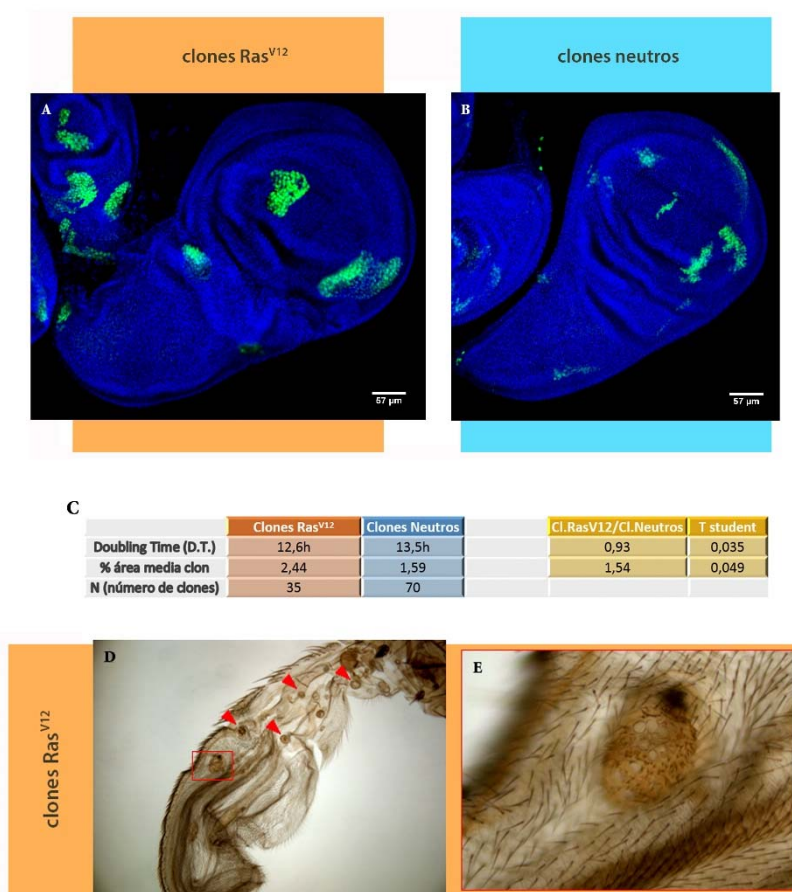 clones Ras^V12
clones neutros
A
B
57 µm
57 µm
C
Clones Ras^V12 Clones Neutros Cl.RasV12/Cl.Neutros T student
Doubling Time (D.T.) 12,6h 13,5h 0,93 0,035
% área media clon 2,44 1,59 1,54 0,049
N (número de clones) 35 70
clones Ras^V12
D
E